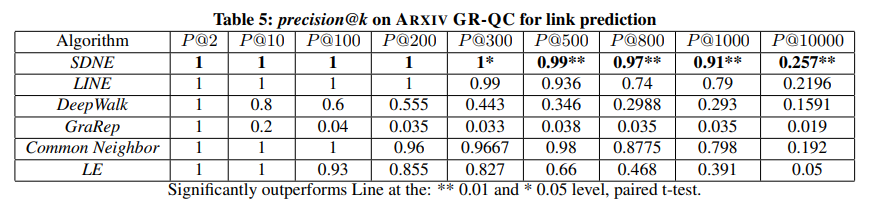 Table 5: precision@k on ARXIV GR-QC for link prediction
Algorithm P@2 P@10 P@100 P@200 P@300 P@500 P@800 P@1000 P@10000
SDNE 1 1 1 1 1* 0.99** 0.97** 0.91** 0.257**
LINE 1 1 1 1 0.99 0.936 0.74 0.79 0.2196
DeepWalk 1 0.8 0.6 0.555 0.443 0.346 0.2988 0.293 0.1591
GraRep 1 0.2 0.04 0.035 0.033 0.038 0.035 0.035 0.019
Common Neighbor 1 1 1 0.96 0.9667 0.98 0.8775 0.798 0.192
LE 1 1 0.93 0.855 0.827 0.66 0.468 0.391 0.05
Significantly outperforms Line at the: ** 0.01 and * 0.05 level, paired t-test.